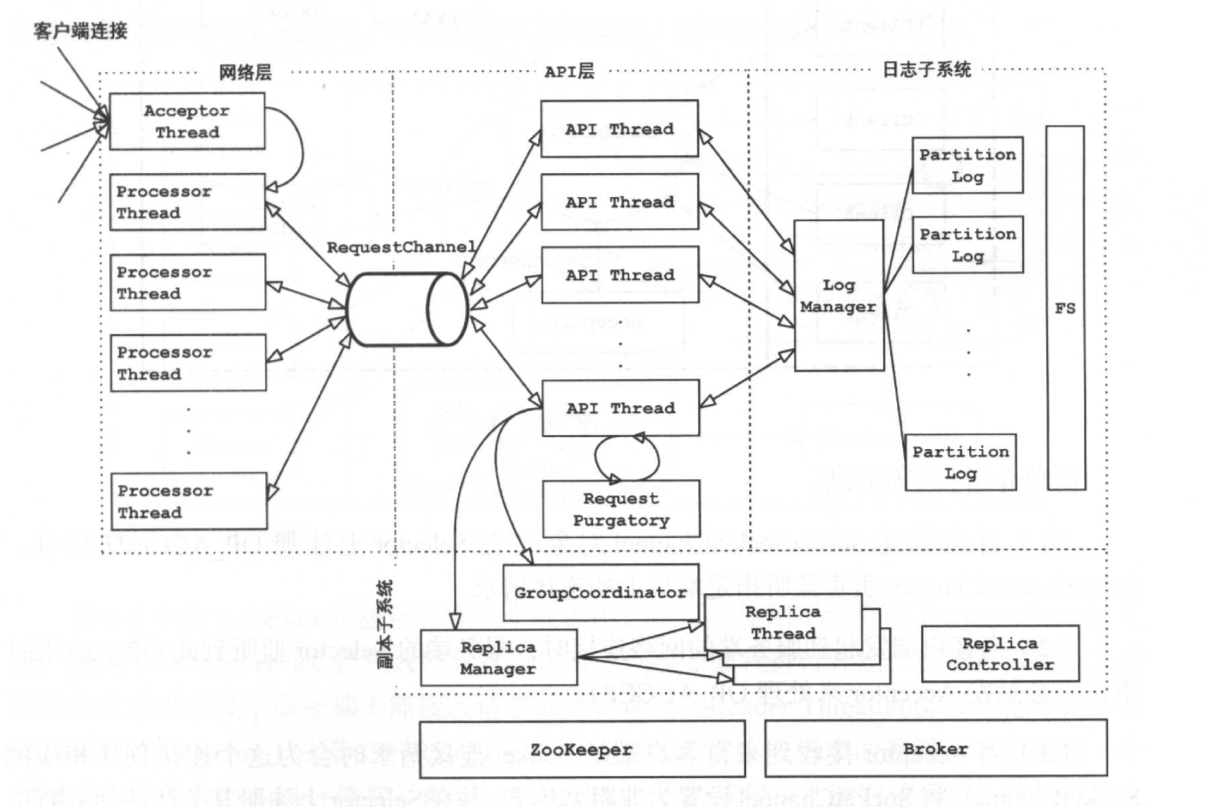 客户端连接
网络层
API层
日志子系统
Acceptor
Thread
Processor
Thread
Processor
Thread
Processor
Thread
Processor
Thread
RequestChannel
API Thread
API Thread
API Thread
API Thread
Request
Purgatory
Log
Manager
Partition
Log
Partition
Log
Partition
Log
FS
副本子系统
GroupCoordinator
Replica
Manager
Replica
Thread
Replica
Controller
ZooKeeper
Broker